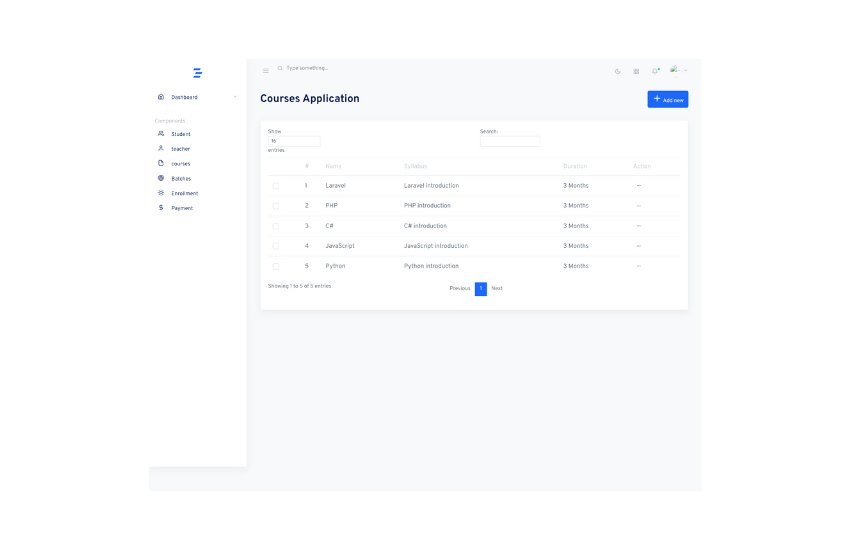 Type something...
Dashboard
Components
Student
teacher
courses
Batches
Enrollment
Payment
Courses Application
Add new
Show
16
entries
Search:
# Name Syllabus Duration Action
1 Laravel Laravel introduction 3 Months
2 PHP PHP introduction 3 Months
3 C# C# introduction 3 Months
4 JavaScript JavaScript introduction 3 Months
5 Python Python introduction 3 Months
Showing 1 to 5 of 5 entries
Previous 1 Next